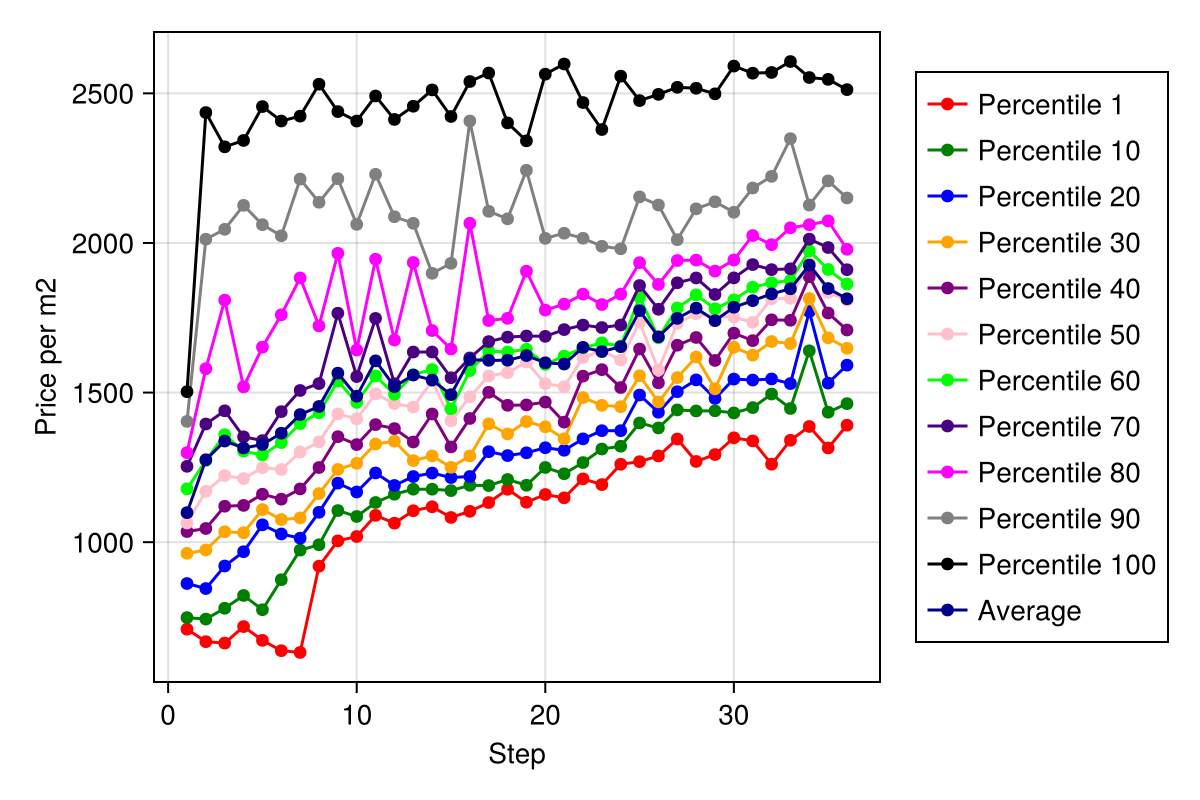 2500
2000
1500
1000
Price per m2
0 10 20 30
Step
Percentile 1
Percentile 10
Percentile 20
Percentile 30
Percentile 40
Percentile 50
Percentile 60
Percentile 70
Percentile 80
Percentile 90
Percentile 100
Average